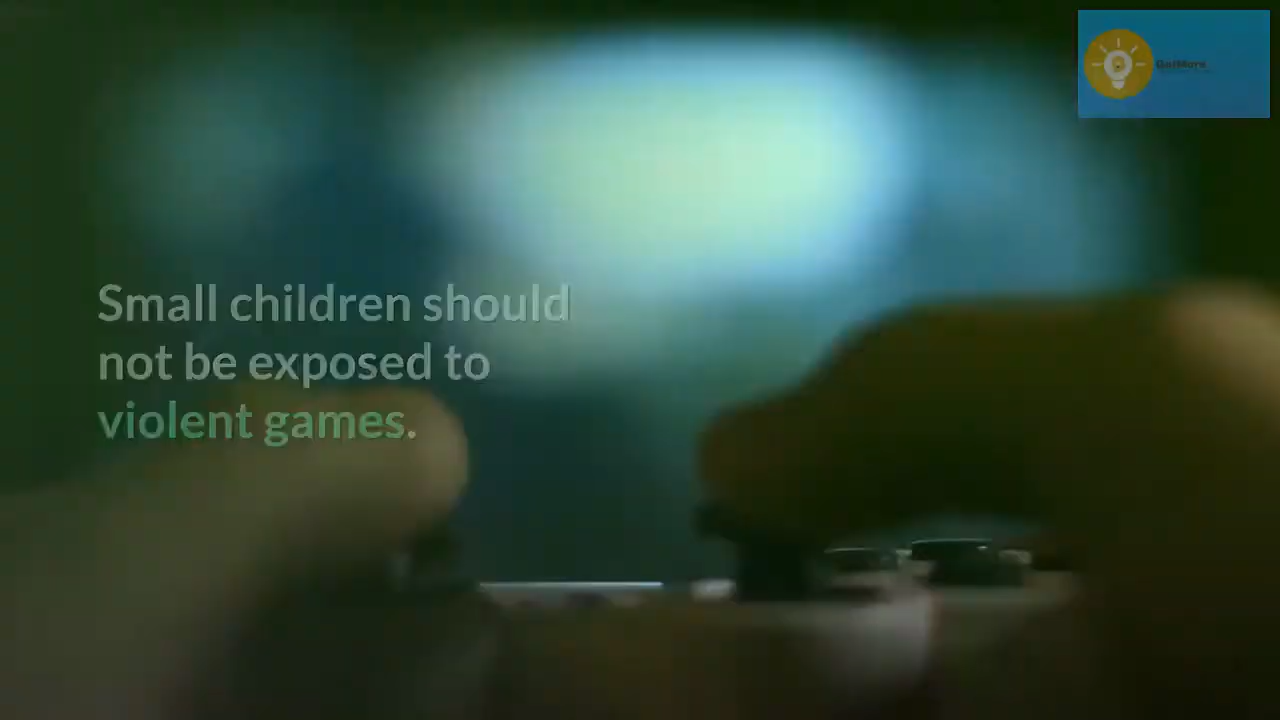 Small children should
not be exposed to
violent games.